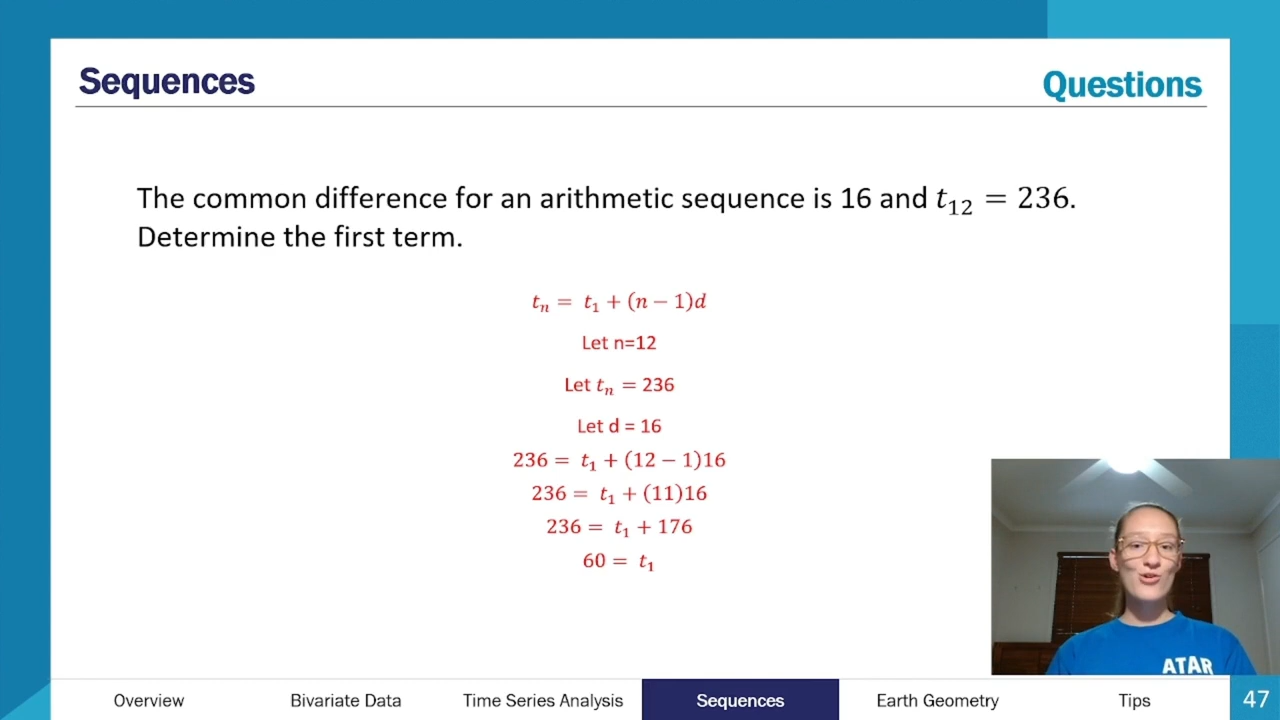 Sequences
Questions
The common difference for an arithmetic sequence is 16 and t₁₂ = 236.
Determine the first term.
tₙ = t₁ + (n − 1)d
Let n=12
Let tₙ = 236
Let d = 16
236 = t₁ + (12 − 1)16
236 = t₁ + (11)16
236 = t₁ + 176
60 = t₁
ATAR
Overview
Bivariate Data
Time Series Analysis
Sequences
Earth Geometry
Tips
47